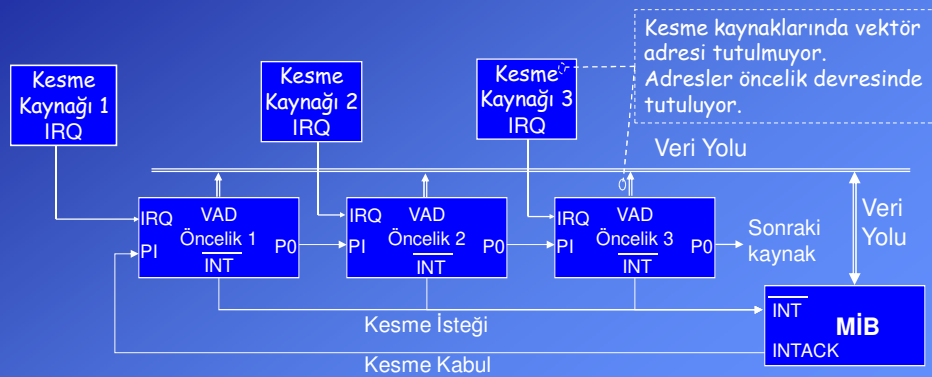 Kesme kaynaklarında vektör
adresi tutulmuyor.
Adresler öncelik devresinde
tutuluyor.
Kesme
Kaynağı 1
IRQ
Kesme
Kaynağı 2
IRQ
Kesme
Kaynağı 3
IRQ
Veri Yolu
IRQ
VAD
Öncelik 1
PI
P0
INT
IRQ
VAD
Öncelik 2
PI
P0
INT
IRQ
VAD
Öncelik 3
PI
P0
INT
Sonraki
kaynak
Veri
Yolu
INT
MİB
INTACK
Kesme İsteği
Kesme Kabul